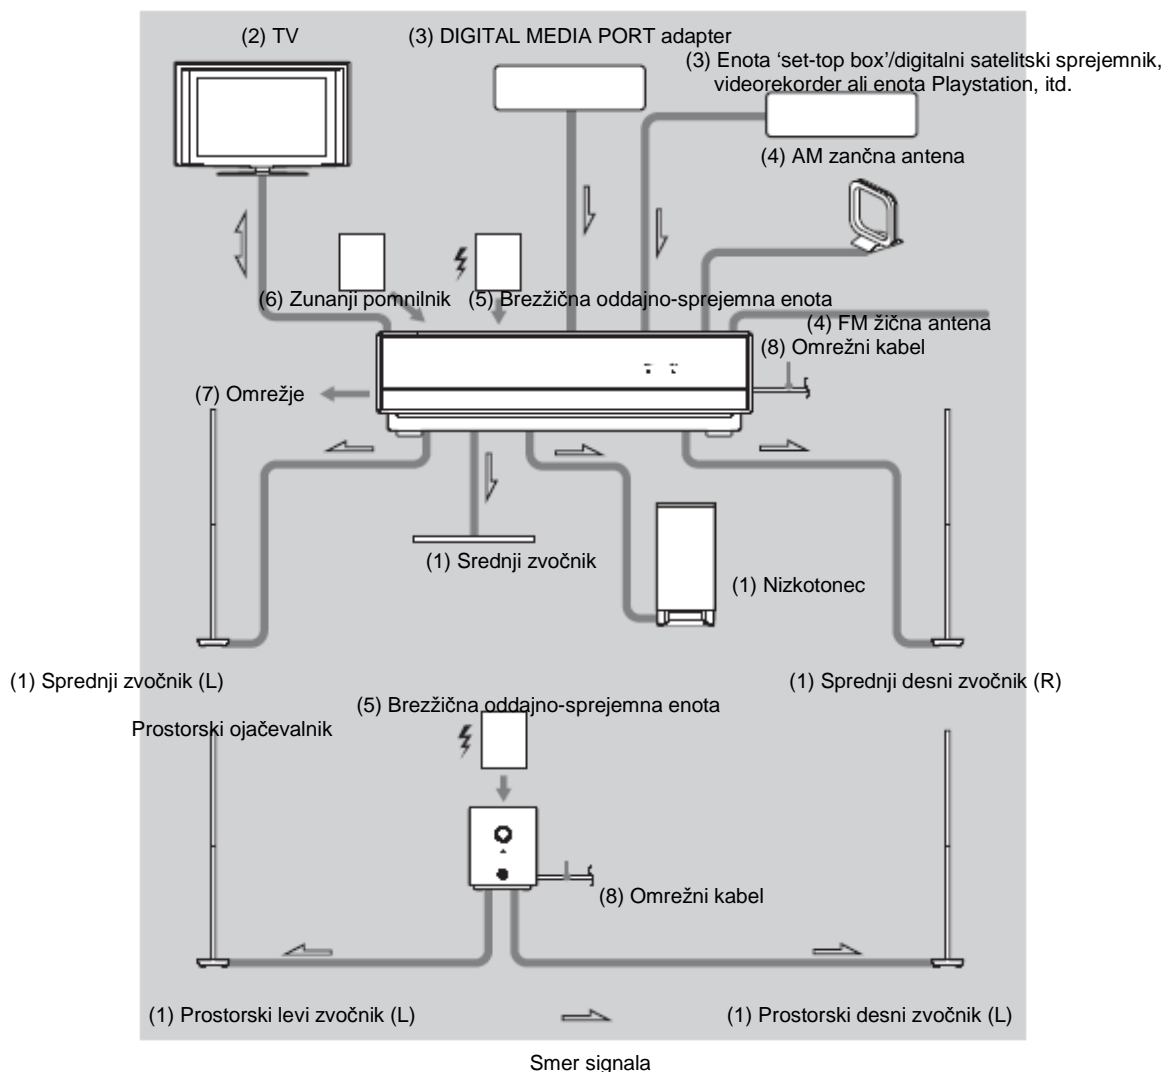 (2) TV
(3) DIGITAL MEDIA PORT adapter
(3) Enota ‘set-top box’/digitalni satelitski sprejemnik,
videorekorder ali enota Playstation, itd.
(4) AM zančna antena
(6) Zunanji pomnilnik
(5) Brezžična oddajno-sprejemna enota
(4) FM žična antena
(8) Omrežni kabel
(7) Omrežje
(1) Srednji zvočnik
(1) Nizkotonec
(1) Sprednji zvočnik (L)
(1) Sprednji desni zvočnik (R)
(5) Brezžična oddajno-sprejemna enota
Prostorski ojačevalnik
(8) Omrežni kabel
(1) Prostorski levi zvočnik (L)
(1) Prostorski desni zvočnik (L)
Smer signala